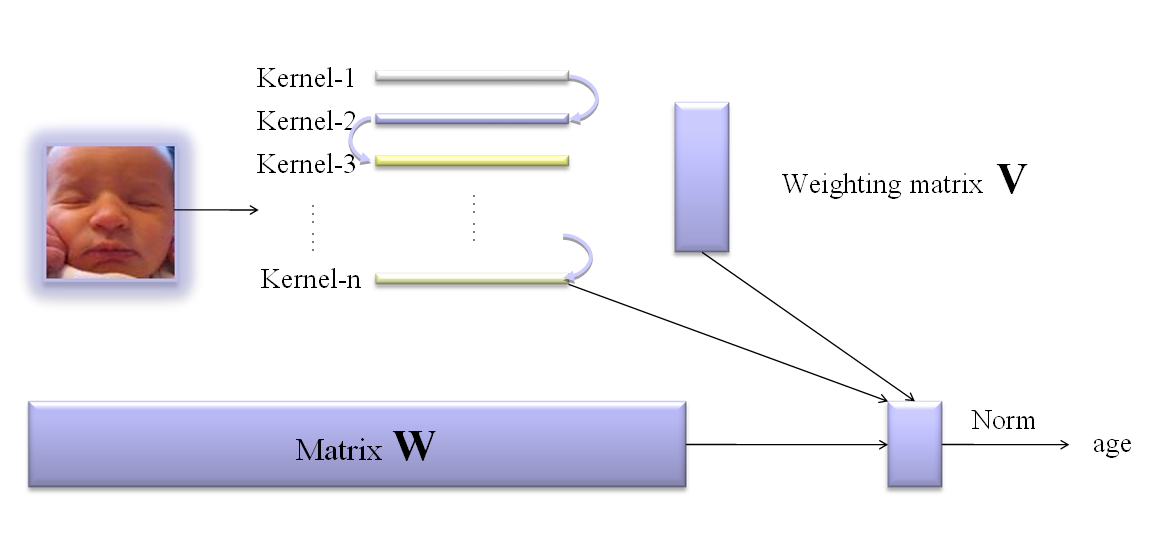 Kernel-1
Kernel-2
Kernel-3
Kernel-n
Weighting matrix V
Matrix W
Norm
age